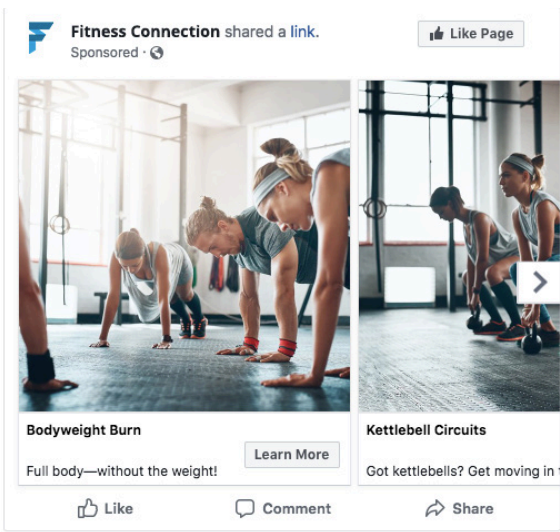 Fitness Connection shared a link.
Like Page
Sponsored ·
Bodyweight Burn
Learn More
Full body—without the weight!
Kettlebell Circuits
Got kettlebells? Get moving in
Like
Comment
Share